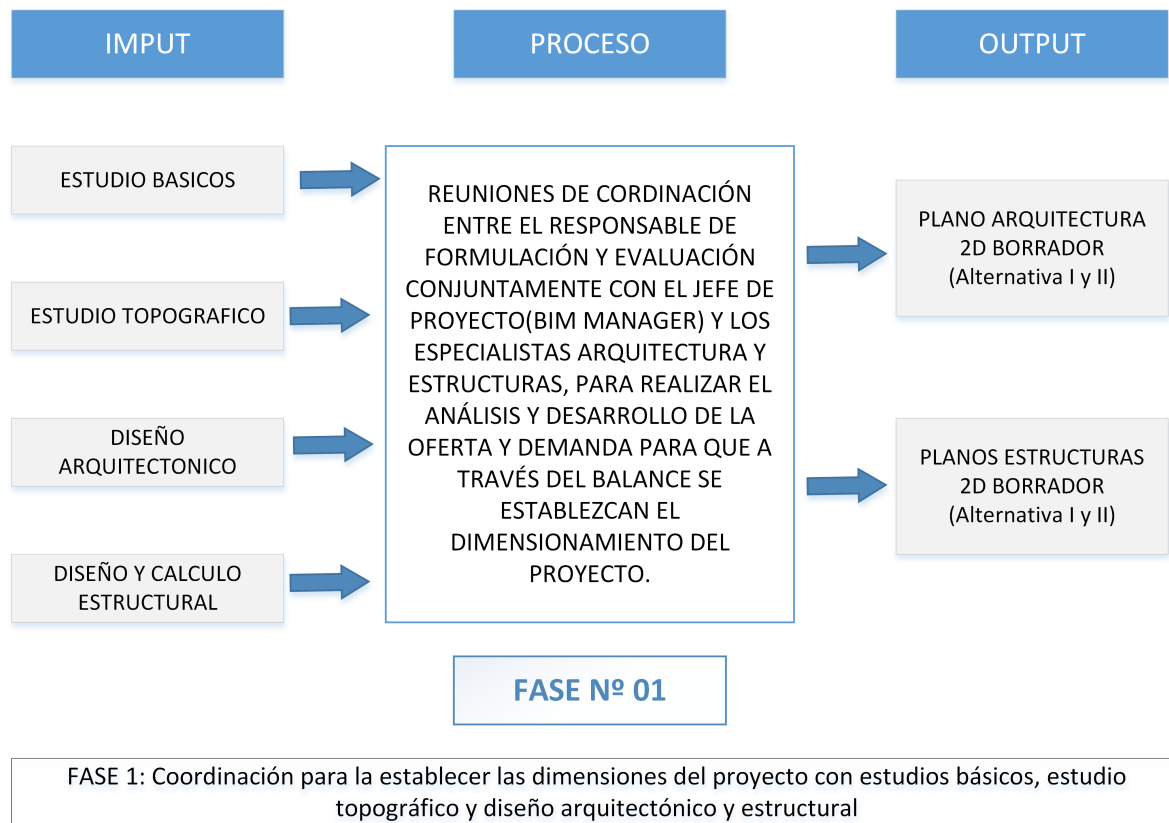 IMPUT
PROCESO
OUTPUT
ESTUDIO BASICOS
ESTUDIO TOPOGRAFICO
DISEÑO
ARQUITECTONICO
DISEÑO Y CALCULO
ESTRUCTURAL
REUNIONES DE CORDINACIÓN
ENTRE EL RESPONSABLE DE
FORMULACIÓN Y EVALUACIÓN
CONJUNTAMENTE CON EL JEFE DE
PROYECTO(BIM MANAGER) Y LOS
ESPECIALISTAS ARQUITECTURA Y
ESTRUCTURAS, PARA REALIZAR EL
ANÁLISIS Y DESARROLLO DE LA
OFERTA Y DEMANDA PARA QUE A
TRAVÉS DEL BALANCE SE
ESTABLEZCAN EL
DIMENSIONAMIENTO DEL
PROYECTO.
PLANO ARQUITECTURA
2D BORRADOR
(Alternativa I y II)
PLANOS ESTRUCTURAS
2D BORRADOR
(Alternativa I y II)
FASE Nº 01
FASE 1: Coordinación para la establecer las dimensiones del proyecto con estudios básicos, estudio
topográfico y diseño arquitectónico y estructural